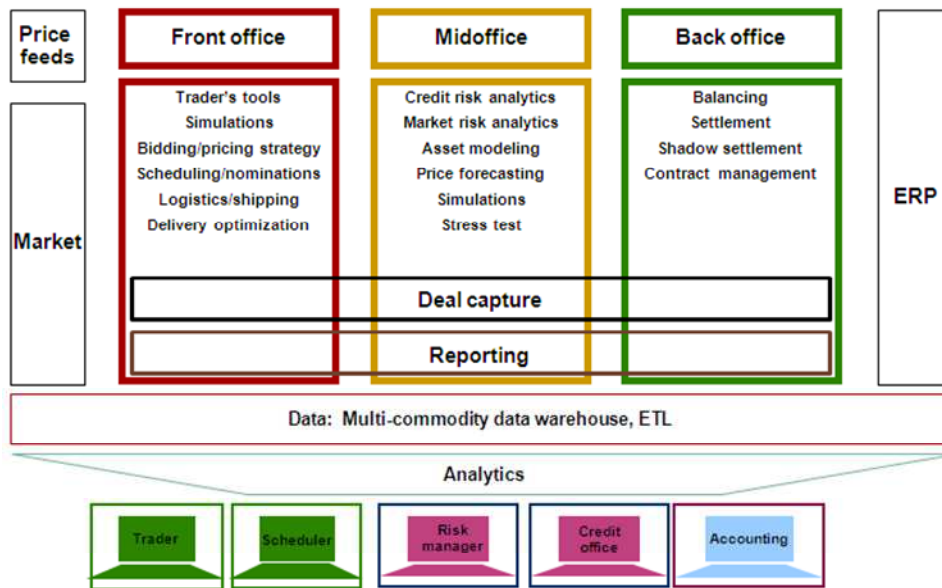 Price
feeds
Front office
Midoffice
Back office
ERP
Market
Trader's tools
Simulations
Bidding/pricing strategy
Scheduling/nominations
Logistics/shipping
Delivery optimization
Credit risk analytics
Market risk analytics
Asset modeling
Price forecasting
Simulations
Stress test
Balancing
Settlement
Shadow settlement
Contract management
Deal capture
Reporting
Data: Multi-commodity data warehouse, ETL
Analytics
Trader
Scheduler
Risk
manager
Credit
office
Accounting